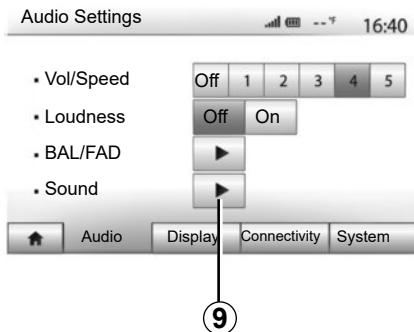 Audio Settings -- °F 16:40
• Vol/Speed Off 1 2 3 4 5
• Loudness Off On
• BAL/FAD
• Sound
Audio Display Connectivity System
9